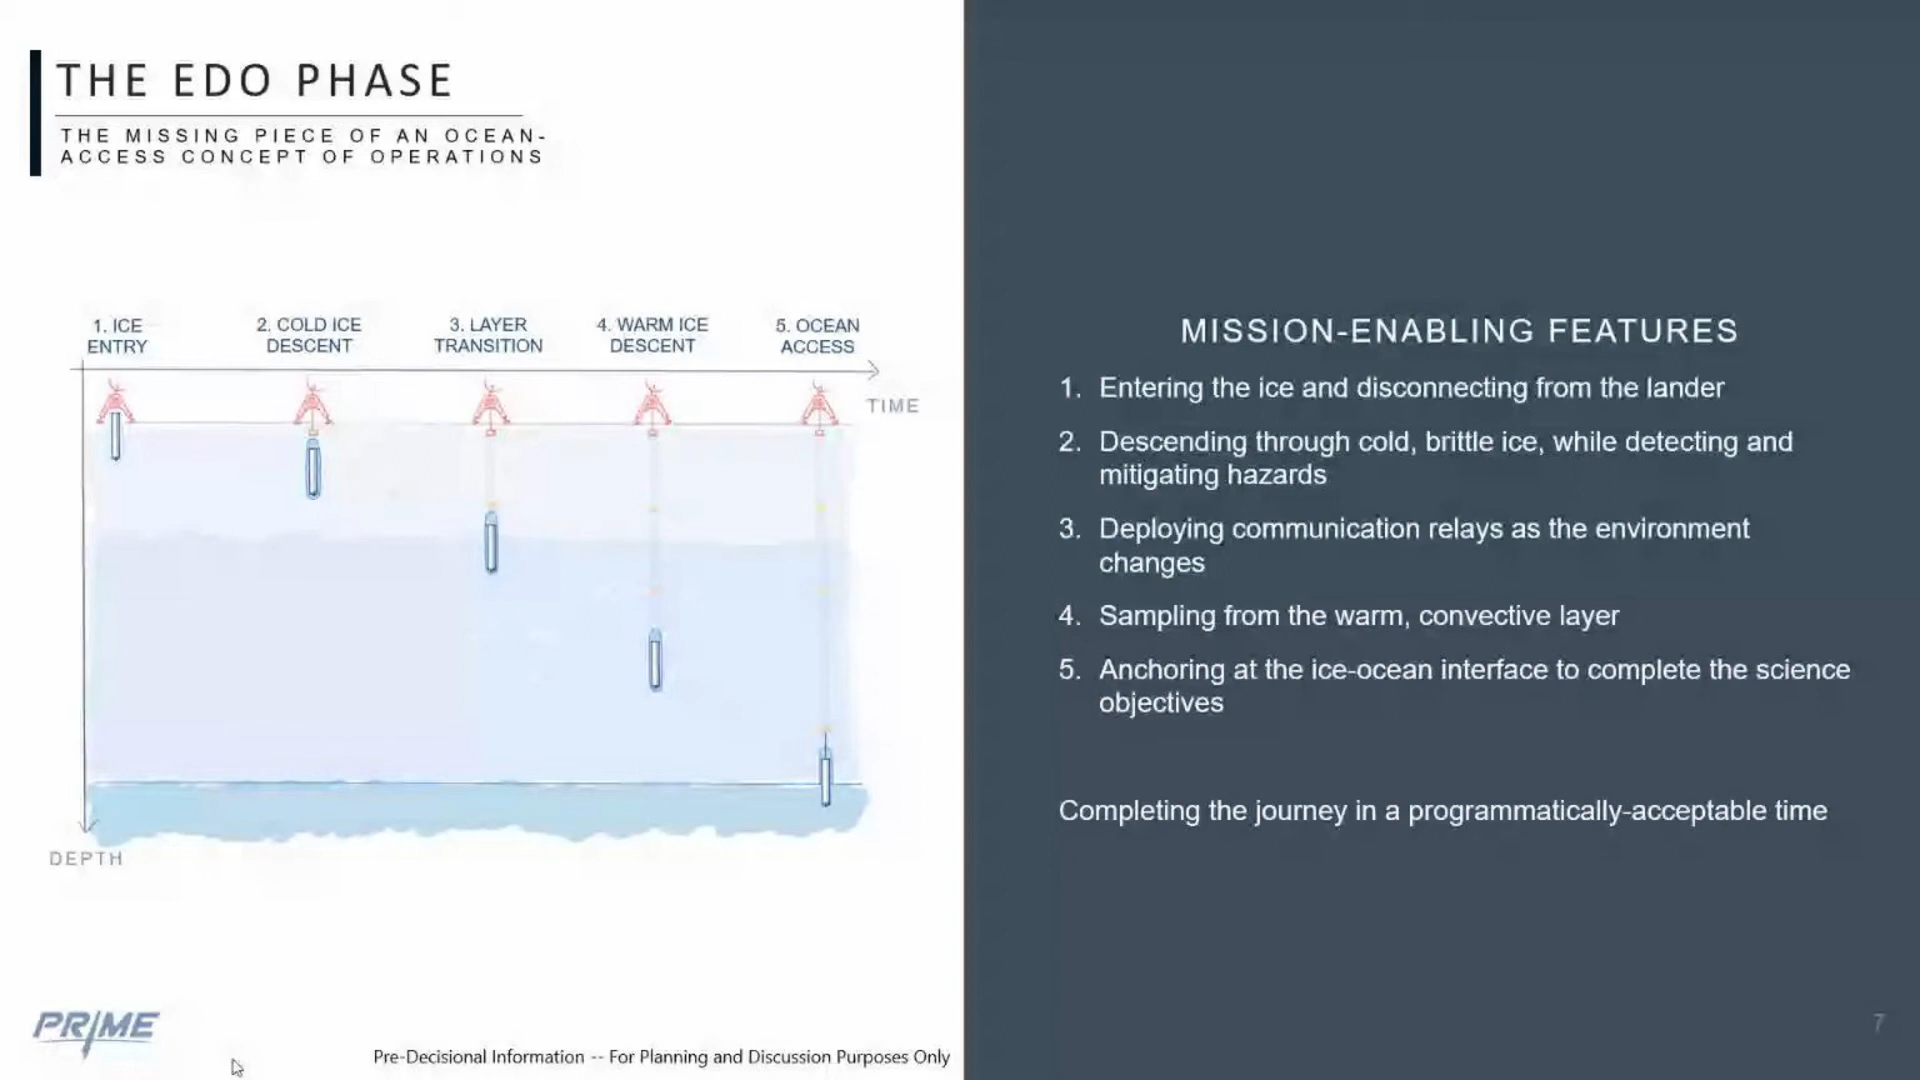 THE EDO PHASE
THE MISSING PIECE OF AN OCEAN-
ACCESS CONCEPT OF OPERATIONS
1. ICE
ENTRY
2. COLD ICE
DESCENT
3. LAYER
TRANSITION
4. WARM ICE
DESCENT
5. OCEAN
ACCESS
TIME
DEPTH
MISSION-ENABLING FEATURES
1. Entering the ice and disconnecting from the lander
2. Descending through cold, brittle ice, while detecting and
mitigating hazards
3. Deploying communication relays as the environment
changes
4. Sampling from the warm, convective layer
5. Anchoring at the ice-ocean interface to complete the science
objectives
Completing the journey in a programmatically-acceptable time
PRIME
Pre-Decisional Information -- For Planning and Discussion Purposes Only
7